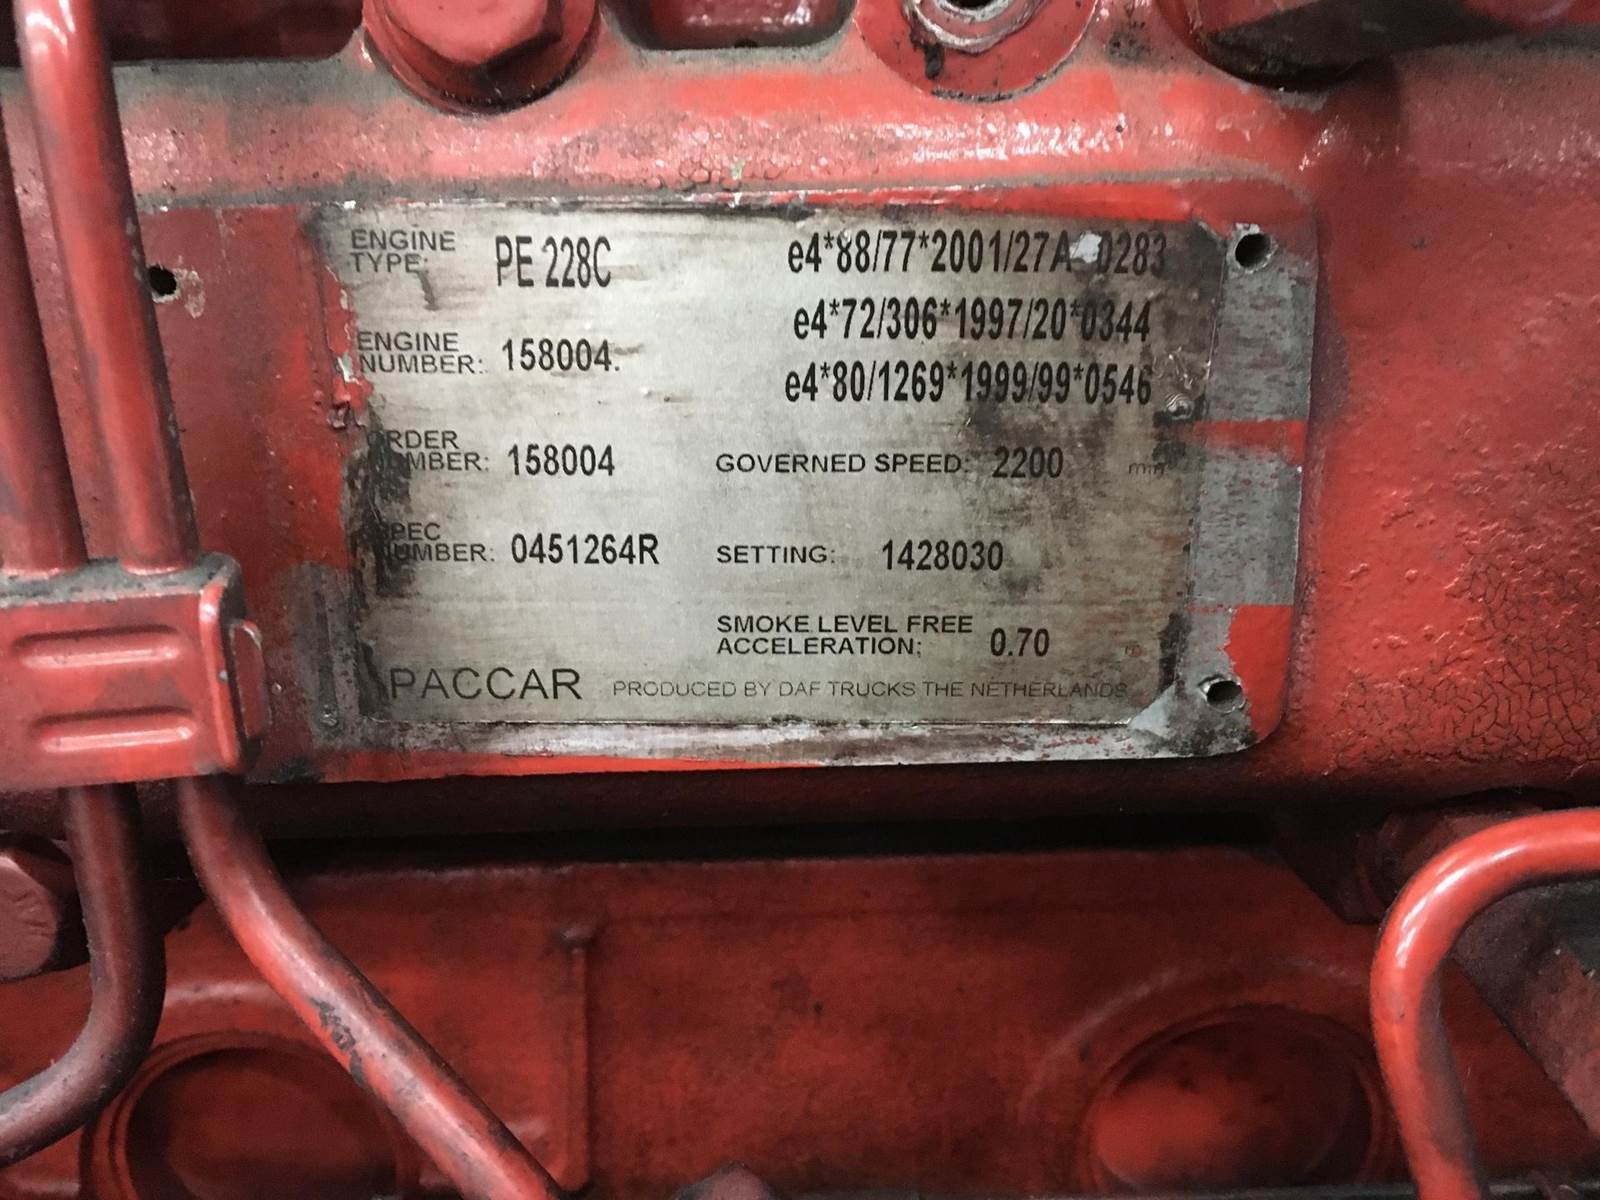 ENGINE TYPE: PE 228C
e4*88/77*2001/27A 0283
e4*72/306*1997/20*0344
ENGINE NUMBER: 158004.
e4*80/1269*1999/99*0546
ORDER NUMBER: 158004
GOVERNED SPEED: 2200
SPEC NUMBER: 0451264R
SETTING: 1428030
SMOKE LEVEL FREE
ACCELERATION: 0.70
PACCAR PRODUCED BY DAF TRUCKS THE NETHERLANDS